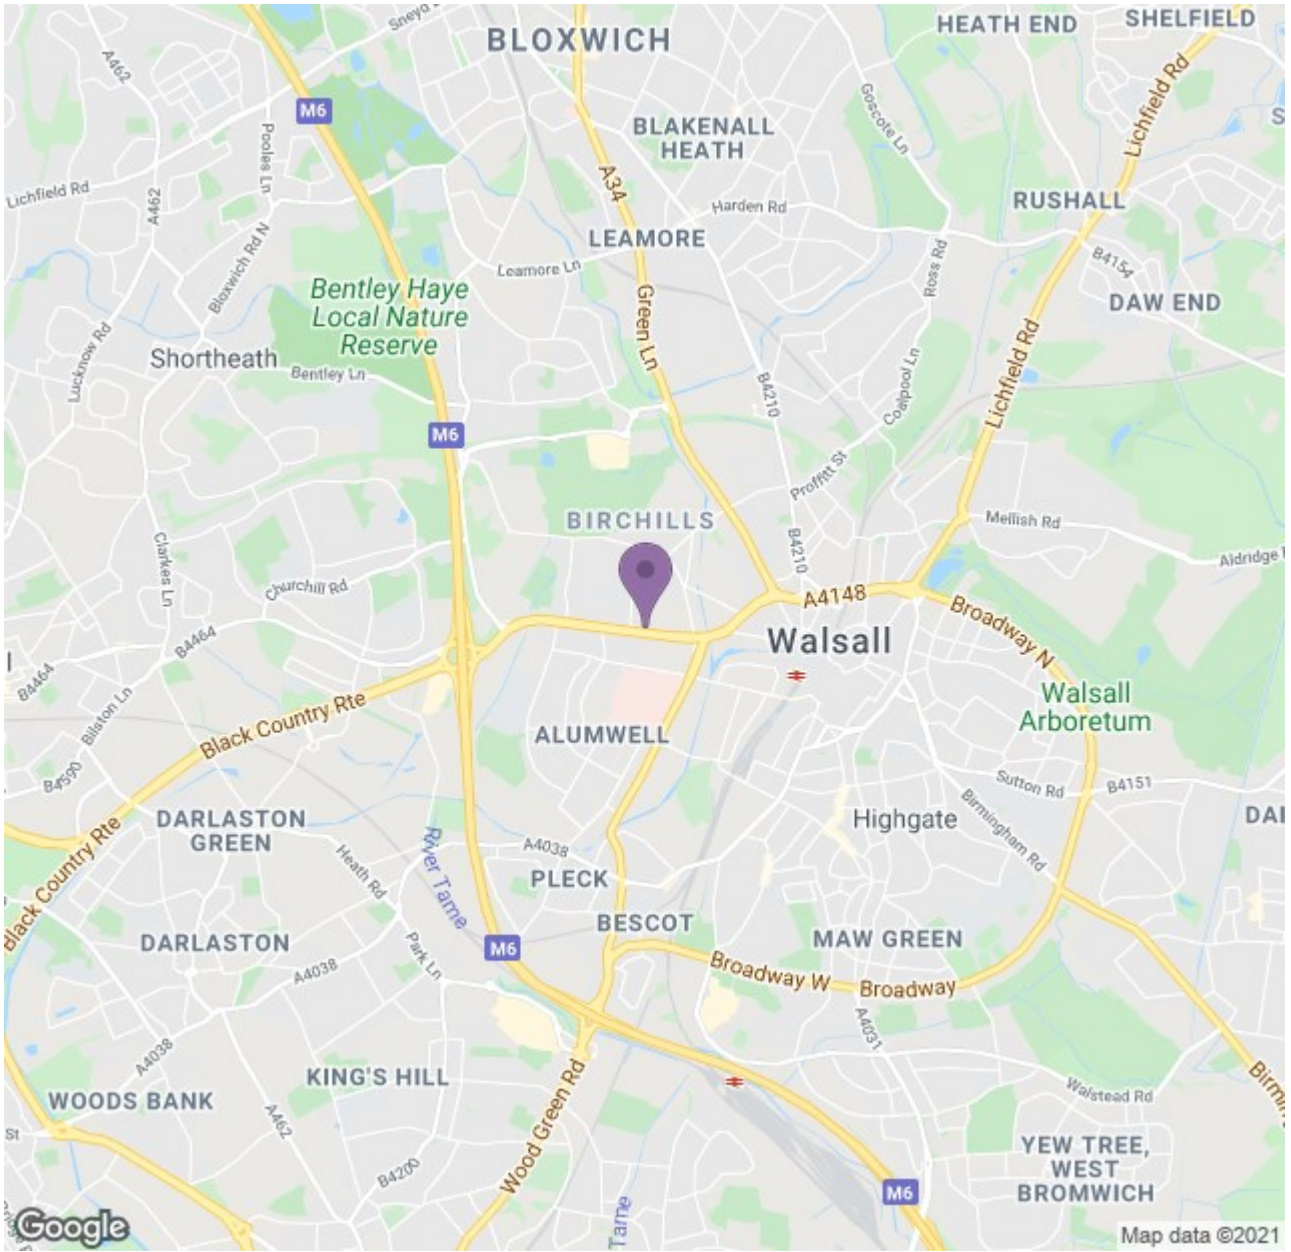 HEATH END
SHELFIELD
Sneyd
BLOXWICH
A462
M6
Pooles Ln
Goscote Ln
Lichfield Rd
BLAKENALL
HEATH
A34
Lichfield Rd
A462
Harden Rd
RUSHALL
LEAMORE
Bloxwich Rd N
Leamore Ln
Ross Rd
B4154
Bentley Haye
Local Nature
Reserve
DAW END
Green Ln
Lucknow Rd
Shortheath
Bentley Ln
B4210
Coalpool Ln
Lichfield Rd
M6
Proffitt St
BIRCHILLS
Mellish Rd
B4210
Aldridge
Clarkes Ln
Churchill Rd
A4148
Broadway N
B4464
Walsall
B4464
Bilston Ln
Black Country Rte
Walsall
Arboretum
ALUMWELL
B4590
Sutton Rd
B4151
DARLASTON
GREEN
Birmingham Rd
Highgate
DAI
Black Country Rte
River Tame
A4038
Heath Rd
PLECK
BESCOT
DARLASTON
M6
MAW GREEN
Park Ln
A4038
Broadway W
Broadway
A4031
A4038
KING'S HILL
WOODS BANK
Wood Green Rd
Walstead Rd
A462
St
YEW TREE,
WEST
BROMWICH
B4200
M6
Tame
Google
Map data ©2021